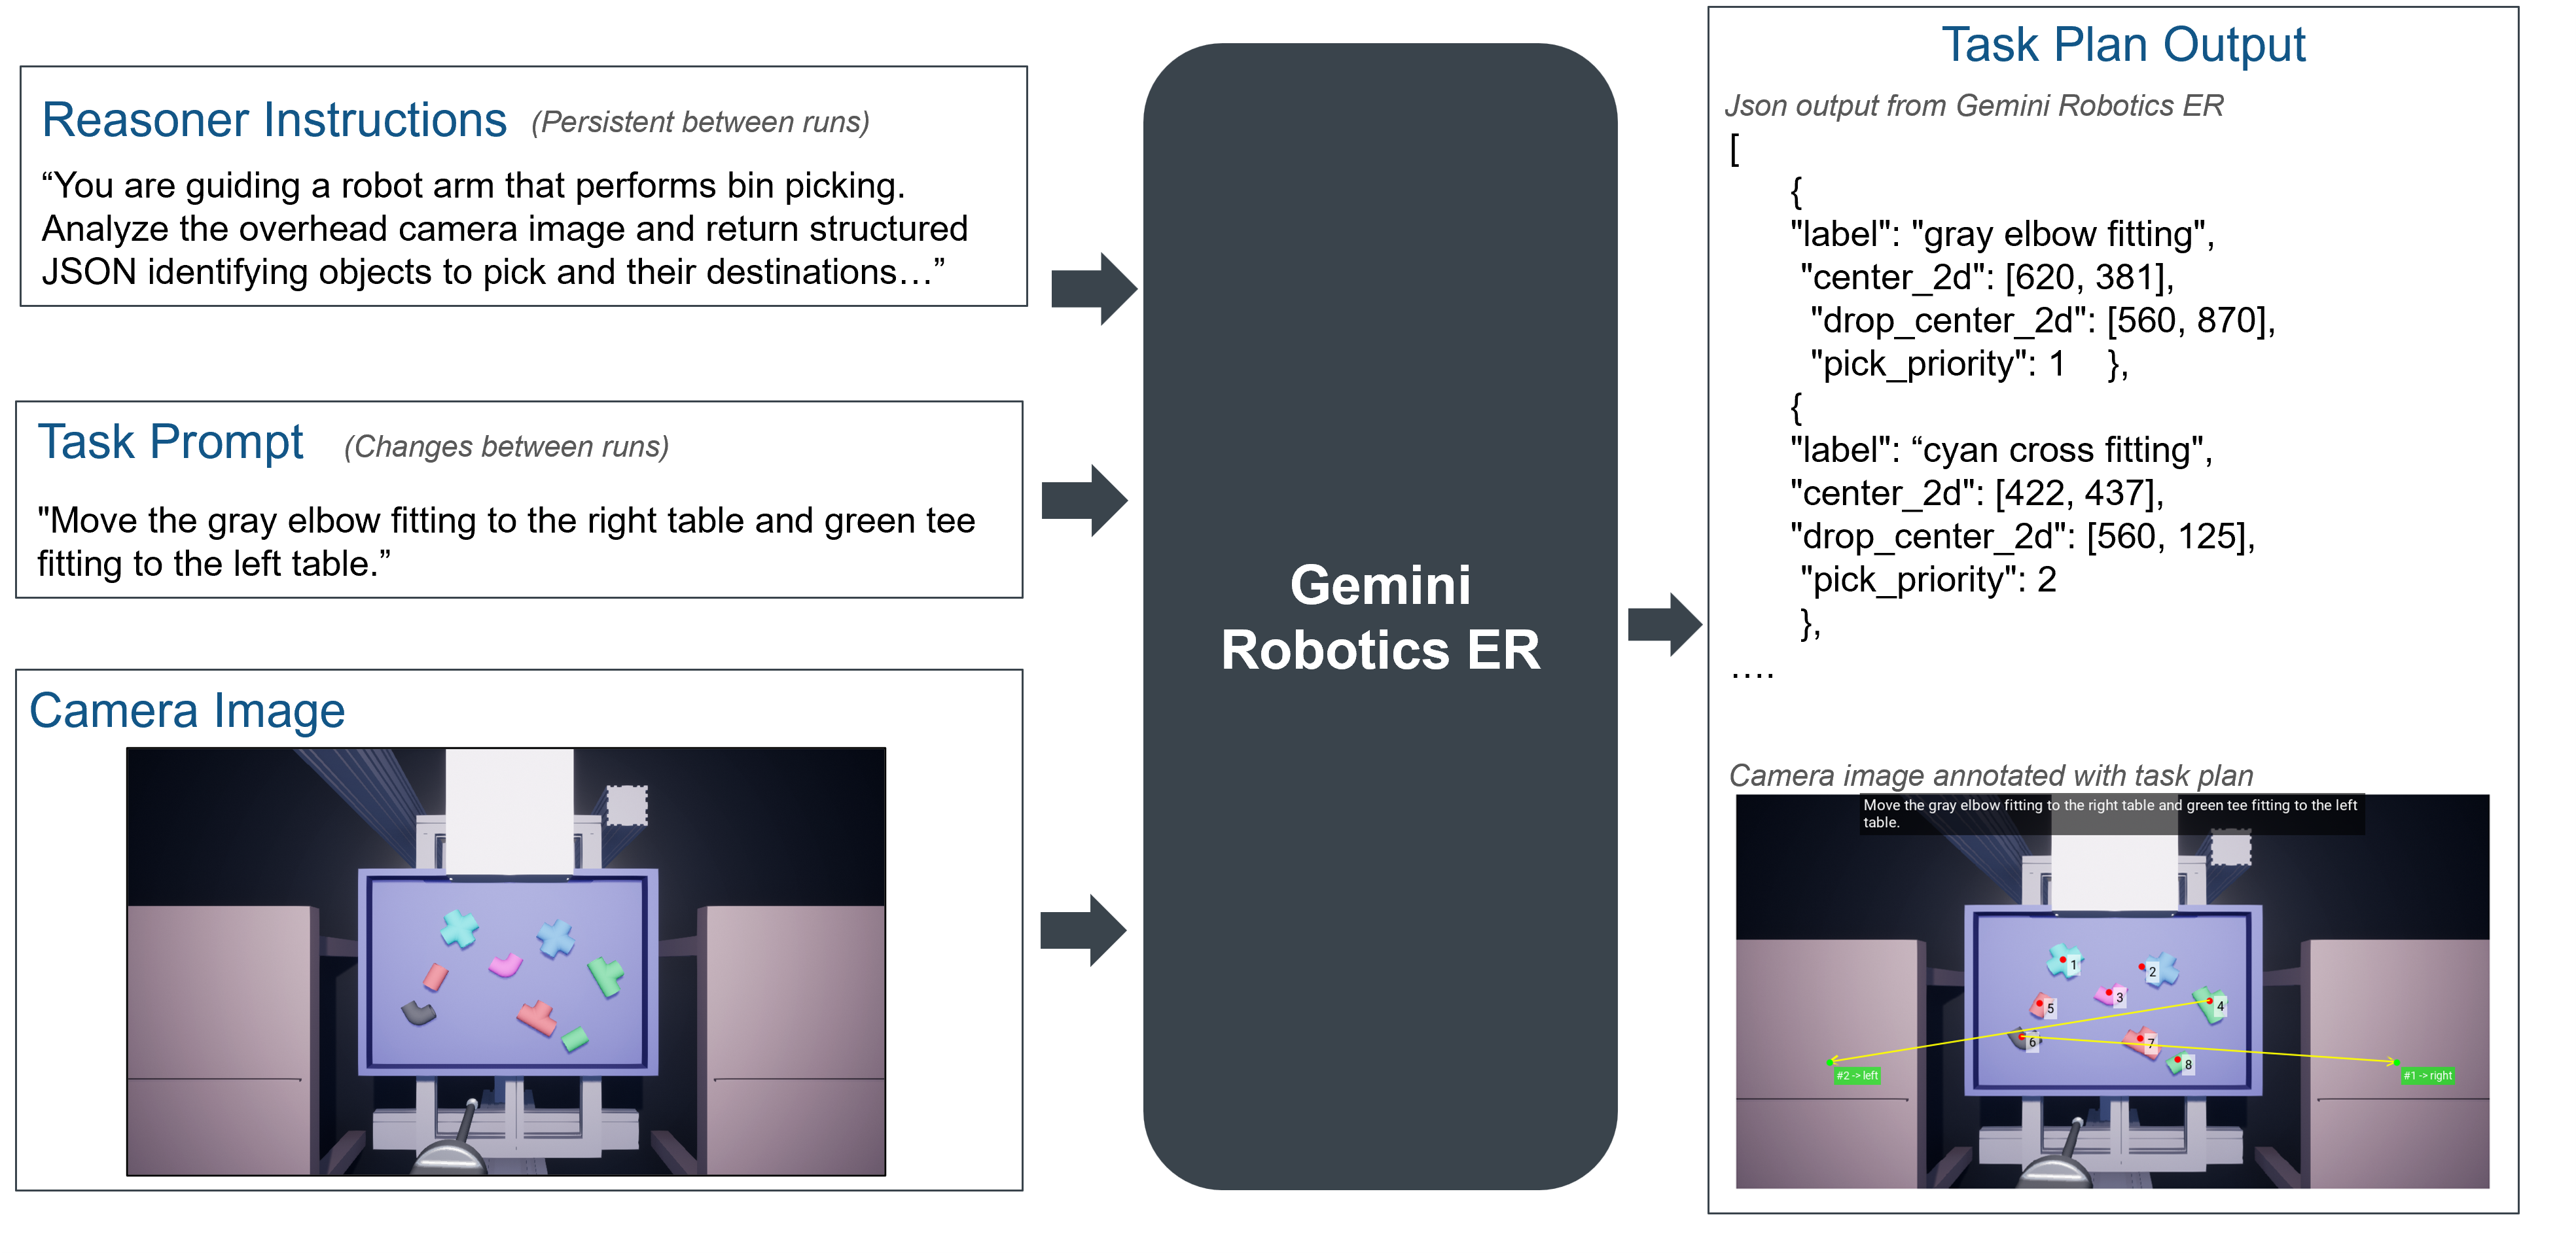 Reasoner Instructions (Persistent between runs)
“You are guiding a robot arm that performs bin picking.
Analyze the overhead camera image and return structured
JSON identifying objects to pick and their destinations…”
Task Prompt (Changes between runs)
"Move the gray elbow fitting to the right table and green tee
fitting to the left table.”
Camera Image
Gemini
Robotics ER
Task Plan Output
Json output from Gemini Robotics ER
[
{
"label": "gray elbow fitting",
"center_2d": [620, 381],
"drop_center_2d": [560, 870],
"pick_priority": 1 },
{
"label": “cyan cross fitting",
"center_2d": [422, 437],
"drop_center_2d": [560, 125],
"pick_priority": 2
},
….
Camera image annotated with task plan
Move the gray elbow fitting to the right table and green tee fitting to the left
table.
1
2
3
4
5
6
7
8
#2 -> left
#1 -> right